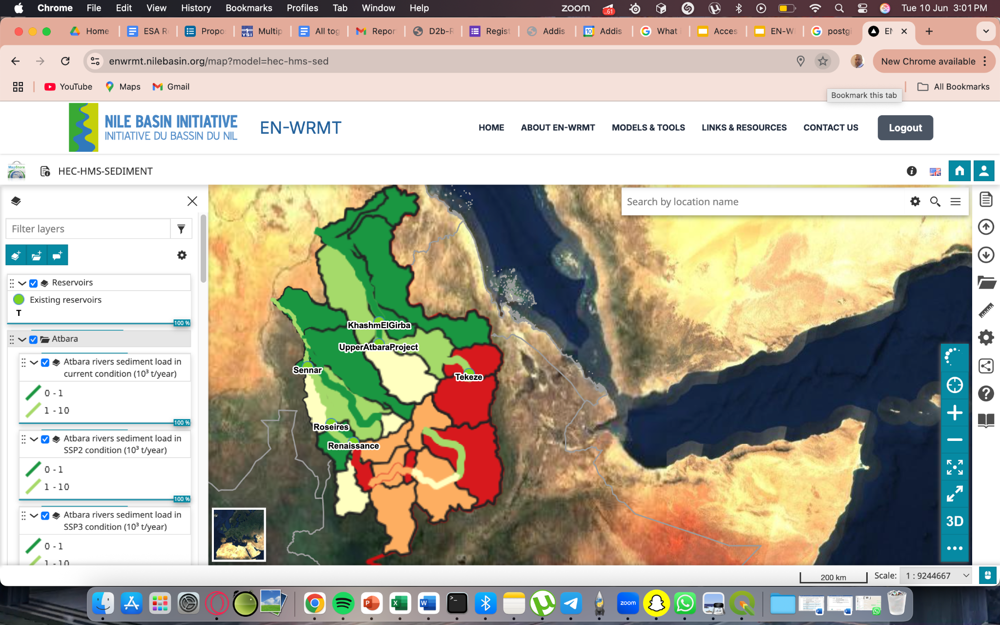 Chrome File Edit View History Bookmarks Profiles Tab Window Help zoom ..61 Tue 10 Jun 3:01 PM
Home ESA R Propo Multip All tog Repor D2b-R Regist Addis 10 Addis What i Acces EN-W postgi EN
enwrmt.nilebasin.org/map?model=hec-hms-sed New Chrome available
YouTube Maps Gmail All Bookmarks
Bookmark this tab
NILE BASIN INITIATIVE
INITIATIVE DU BASSIN DU NIL
EN-WRMT
HOME ABOUT EN-WRMT MODELS & TOOLS LINKS & RESOURCES CONTACT US Logout
MapStore HEC-HMS-SEDIMENT
Search by location name
Filter layers
Reservoirs
Existing reservoirs
T
100 %
Atbara
Atbara rivers sediment load in
current condition (10³ t/year)
0 - 1
1 - 10
100 %
Atbara rivers sediment load in
SSP2 condition (10³ t/year)
0 - 1
1 - 10
100 %
Atbara rivers sediment load in
SSP3 condition (10³ t/year)
0 - 1
1 - 10
KhashmElGirba
UpperAtbaraProject
Sennar
Tekeze
Roseires
Renaissance
3D
200 km Scale: 1 : 9244667
zoom